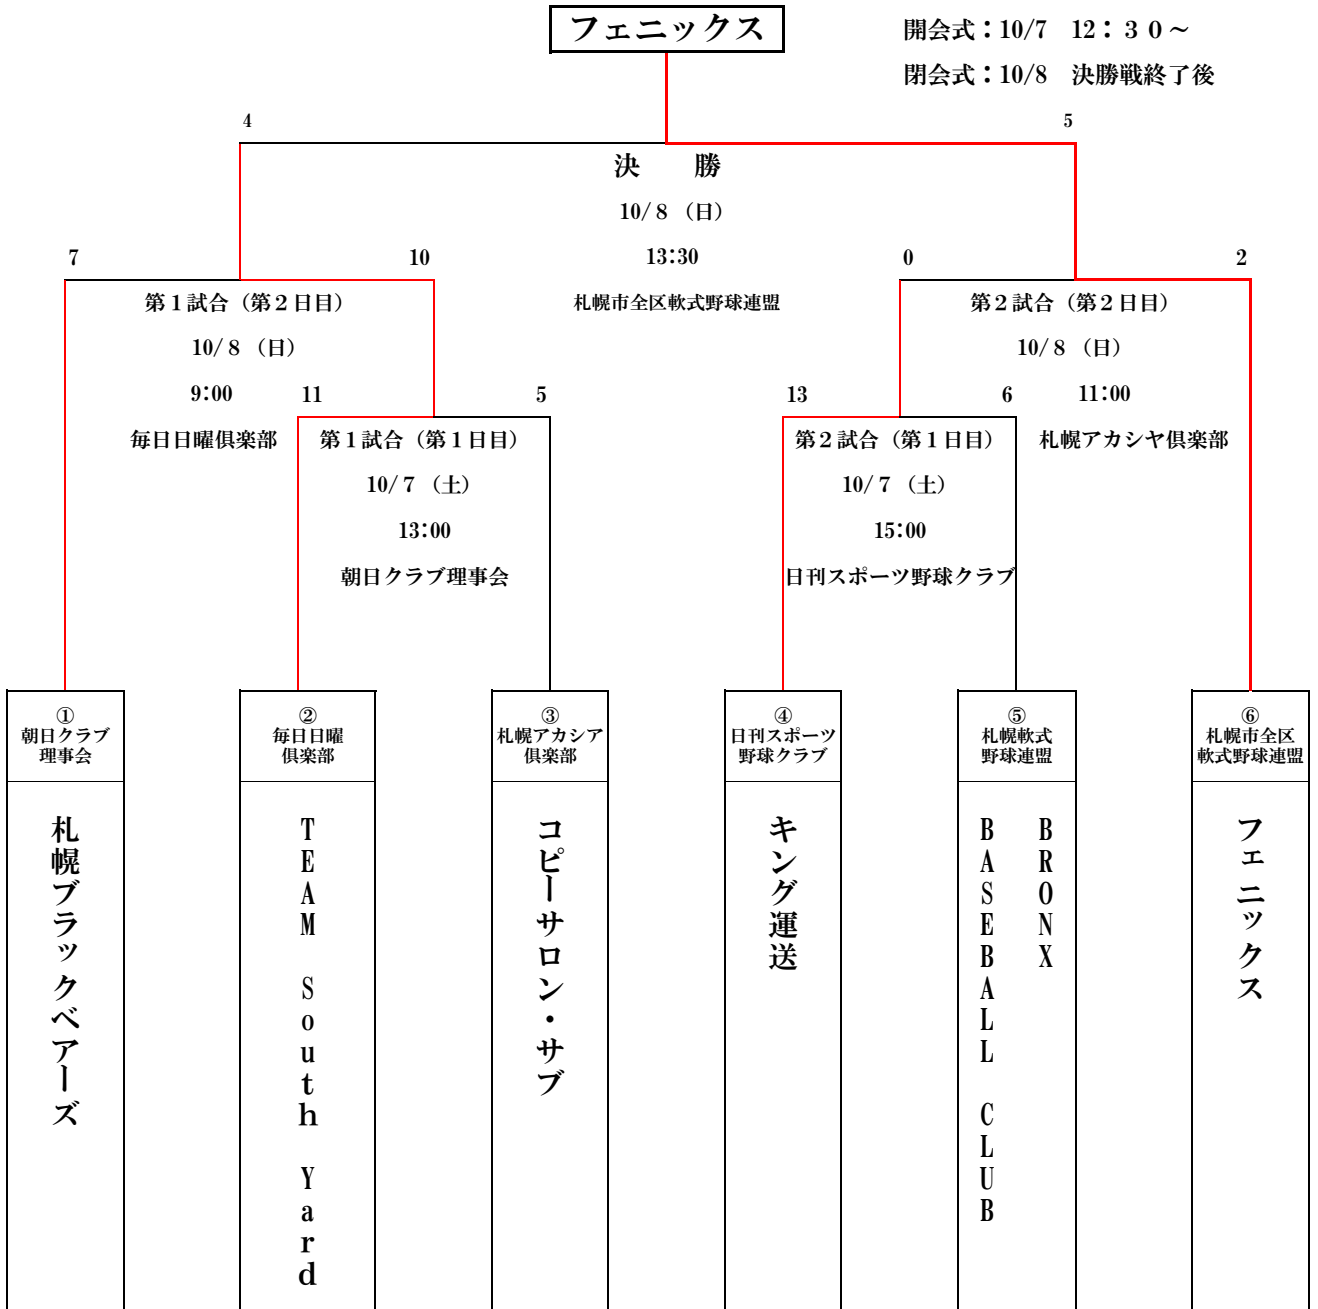 フェニックス
開会式：10/7　12：３０～
閉会式：10/8　決勝戦終了後
4
5
決　　勝
10/８（日）
13:30
札幌市全区軟式野球連盟
7
10
第１試合（第２日目）
10/８（日）
9:00
毎日日曜倶楽部
0
2
第２試合（第２日目）
10/８（日）
11:00
札幌アカシヤ倶楽部
11
5
第１試合（第１日目）
10/７（土）
13:00
朝日クラブ理事会
13
6
第２試合（第１日目）
10/７（土）
15:00
日刊スポーツ野球クラブ
①
朝日クラブ
理事会
札幌ブラックベアーズ
②
毎日日曜
倶楽部
TEAM South Yard
③
札幌アカシア
倶楽部
コピーサロン・サブ
④
日刊スポーツ
野球クラブ
キング運送
⑤
札幌軟式
野球連盟
BRONX
BASEBALL CLUB
⑥
札幌市全区
軟式野球連盟
フェニックス